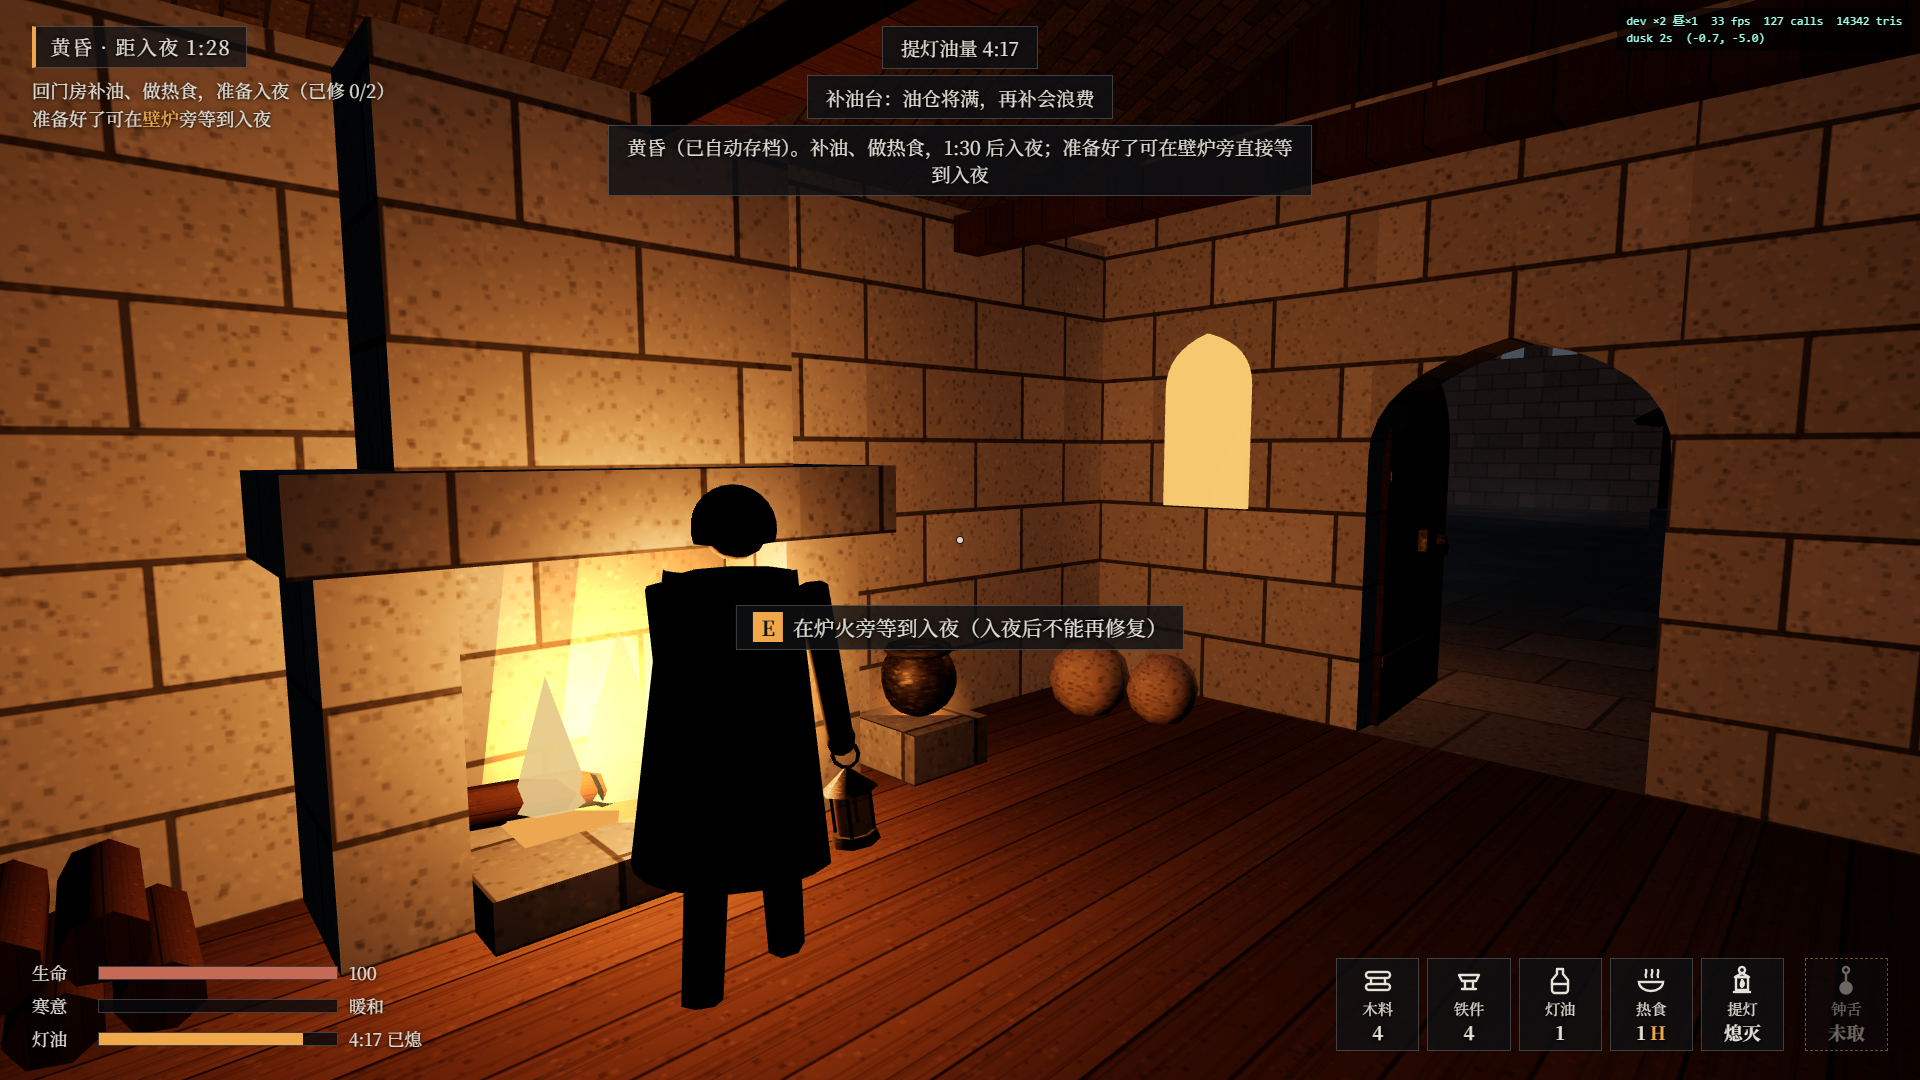 黄昏 · 距入夜 1:28
回门房补油、做热食，准备入夜（已修 0/2）
准备好了可在壁炉旁等到入夜
提灯油量 4:17
补油台：油仓将满，再补会浪费
黄昏（已自动存档）。补油、做热食，1:30 后入夜；准备好了可在壁炉旁直接等
到入夜
dev ×2 昼×1 33 fps 127 calls 14342 tris
dusk 2s (-0.7, -5.0)
E 在炉火旁等到入夜（入夜后不能再修复）
生命 100
寒意 暖和
灯油 4:17 已熄
木料
4
铁件
4
灯油
1
热食
1 H
提灯
熄灭
钟舌
未取